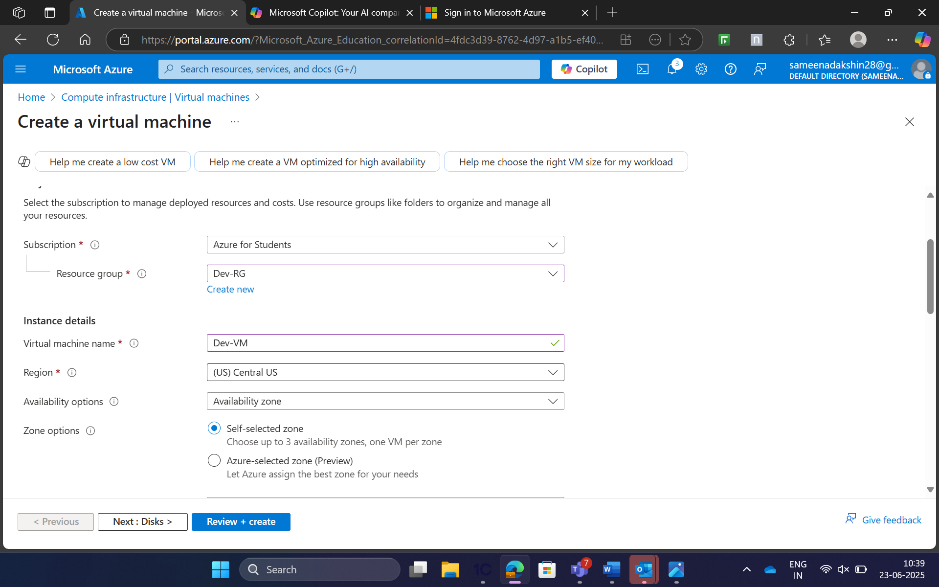 Create a virtual machine - Micros
Microsoft Copilot: Your AI compa
Sign in to Microsoft Azure
https://portal.azure.com/?Microsoft_Azure_Education_correlationId=4fdc3d39-8762-4d97-a1b5-ef40...
Microsoft Azure
Search resources, services, and docs (G+/)
Copilot
3
sameenadakshin28@g...
DEFAULT DIRECTORY (SAMEENA...
Home > Compute infrastructure | Virtual machines >
Create a virtual machine ...
Help me create a low cost VM
Help me create a VM optimized for high availability
Help me choose the right VM size for my workload
Select the subscription to manage deployed resources and costs. Use resource groups like folders to organize and manage all
your resources.
Subscription * Azure for Students
Resource group * Dev-RG
Create new
Instance details
Virtual machine name * Dev-VM
Region * (US) Central US
Availability options Availability zone
Zone options Self-selected zone
Choose up to 3 availability zones, one VM per zone
Azure-selected zone (Preview)
Let Azure assign the best zone for your needs
< Previous
Next : Disks >
Review + create
Give feedback
Search
7
ENG
IN
10:39
23-06-2025